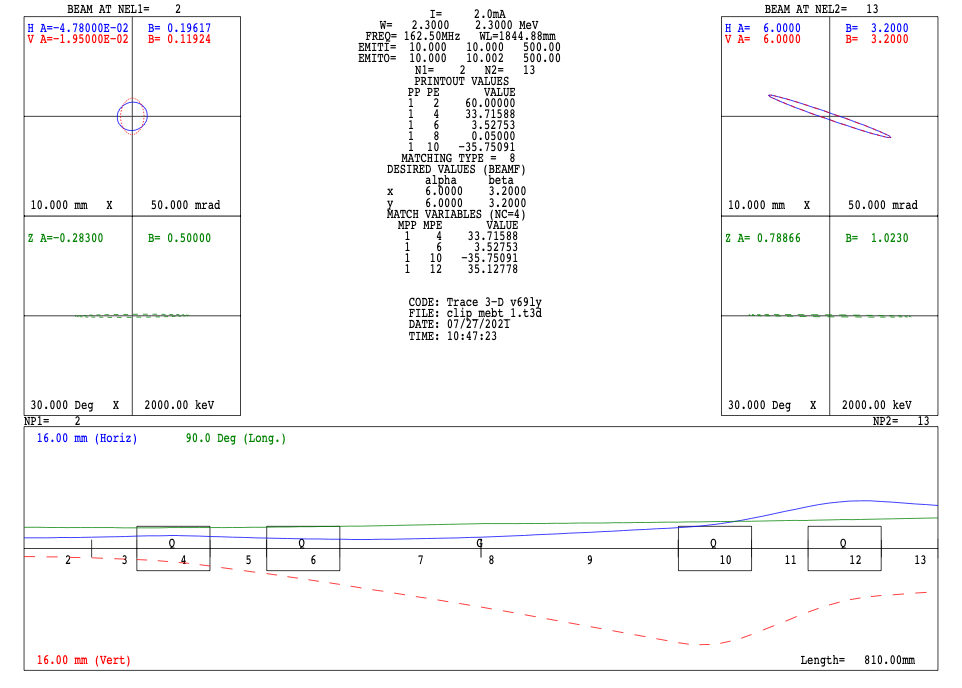 BEAM AT NEL1=    2
H A=-4.78000E-02   B= 0.19617
V A=-1.95000E-02   B= 0.11924
10.000 mm   X      50.000 mrad
Z A=-0.28300       B= 0.50000
30.000 Deg   X    2000.00 keV
NP1=    2
I=     2.0mA
W=   2.3000    2.3000 MeV
FREQ= 162.50MHz   WL=1844.88mm
EMITI=  10.000   10.000   500.00
EMITO=  10.000   10.002   500.00
N1=    2   N2=   13
PRINTOUT VALUES
PP PE       VALUE
1   2    60.00000
1   4    33.71588
1   6     3.52753
1   8     0.05000
1  10   -35.75091
MATCHING TYPE =  8
DESIRED VALUES (BEAMF)
alpha     beta
x     6.0000    3.2000
y     6.0000    3.2000
MATCH VARIABLES (NC=4)
MPP MPE       VALUE
1   4    33.71588
1   6     3.52753
1  10   -35.75091
1  12    35.12778
CODE: Trace 3-D v69ly
FILE: clip_mebt_1.t3d
DATE: 07/27/2021
TIME: 10:47:23
BEAM AT NEL2=   13
H A=  6.0000       B=  3.2000
V A=  6.0000       B=  3.2000
10.000 mm   X      50.000 mrad
Z A= 0.78866       B=  1.0230
30.000 Deg   X    2000.00 keV
NP2=   13
16.00 mm (Horiz)       90.0 Deg (Long.)
Q Q G Q Q
2 3 4 5 6 7 8 9 10 11 12 13
16.00 mm (Vert)
Length=   810.00mm